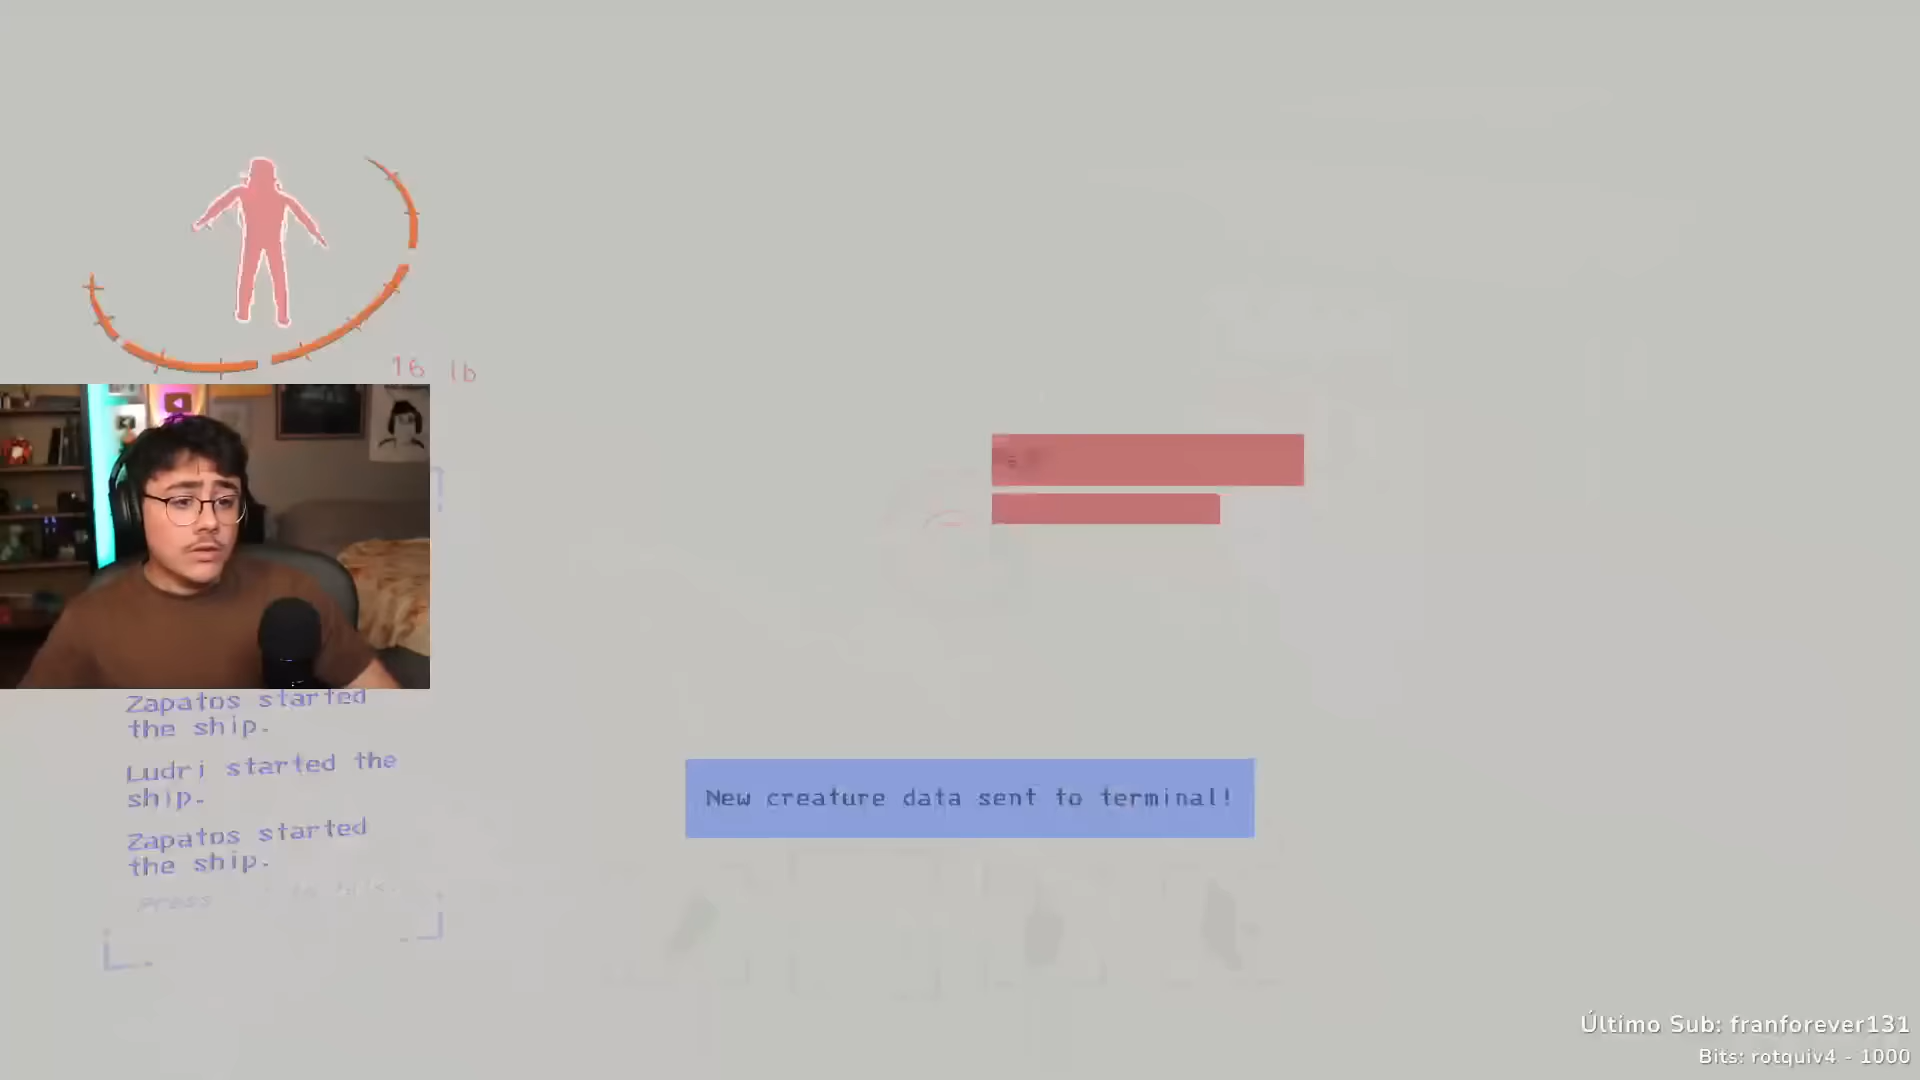 16 lb
Zapatos started
the ship.
Ludri started the
ship.
Zapatos started
the ship.
Press
New creature data sent to terminal!
Último Sub: franforever131
Bits: rotquiv4 - 1000